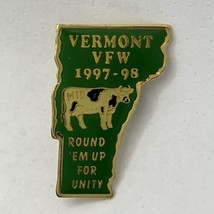 VERMONT
VFW
1997-98
ROUND
'EM UP
FOR
UNITY